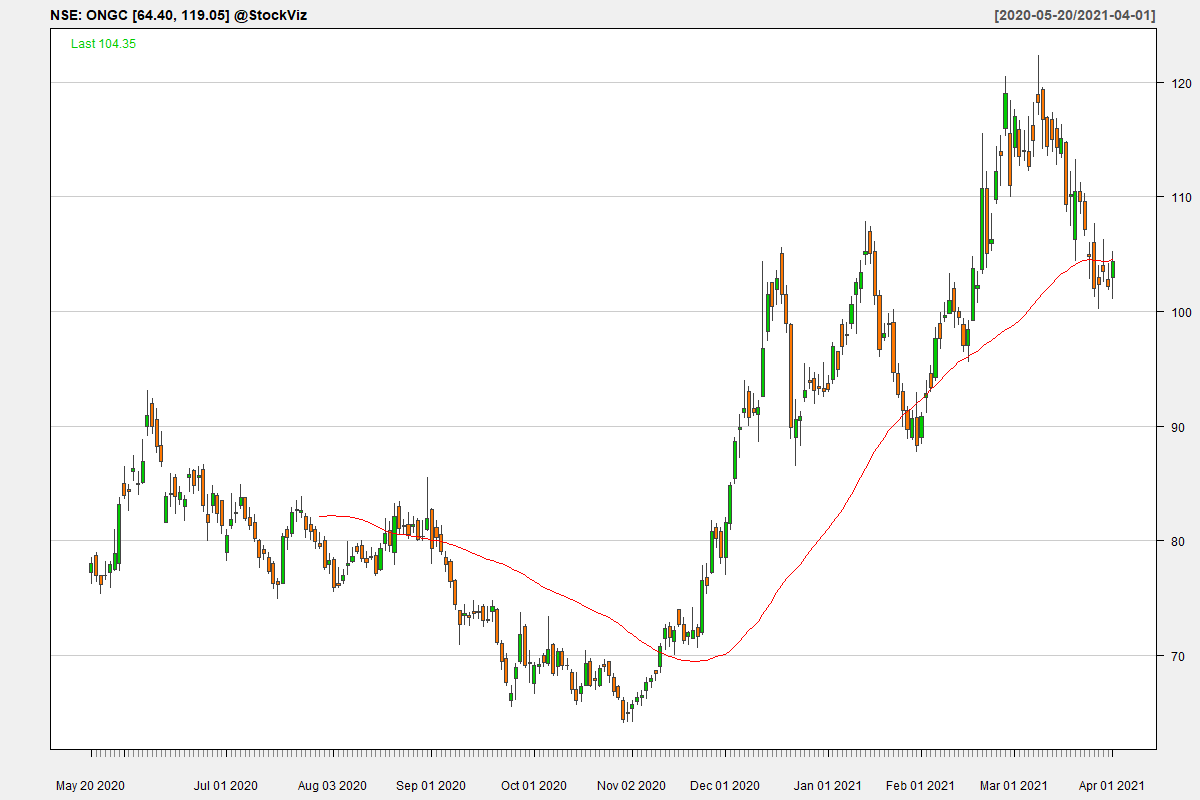 NSE: ONGC [64.40, 119.05] @StockViz
[2020-05-20/2021-04-01]
Last 104.35
120
110
100
90
80
70
May 20 2020 Jul 01 2020 Aug 03 2020 Sep 01 2020 Oct 01 2020 Nov 02 2020 Dec 01 2020 Jan 01 2021 Feb 01 2021 Mar 01 2021 Apr 01 2021